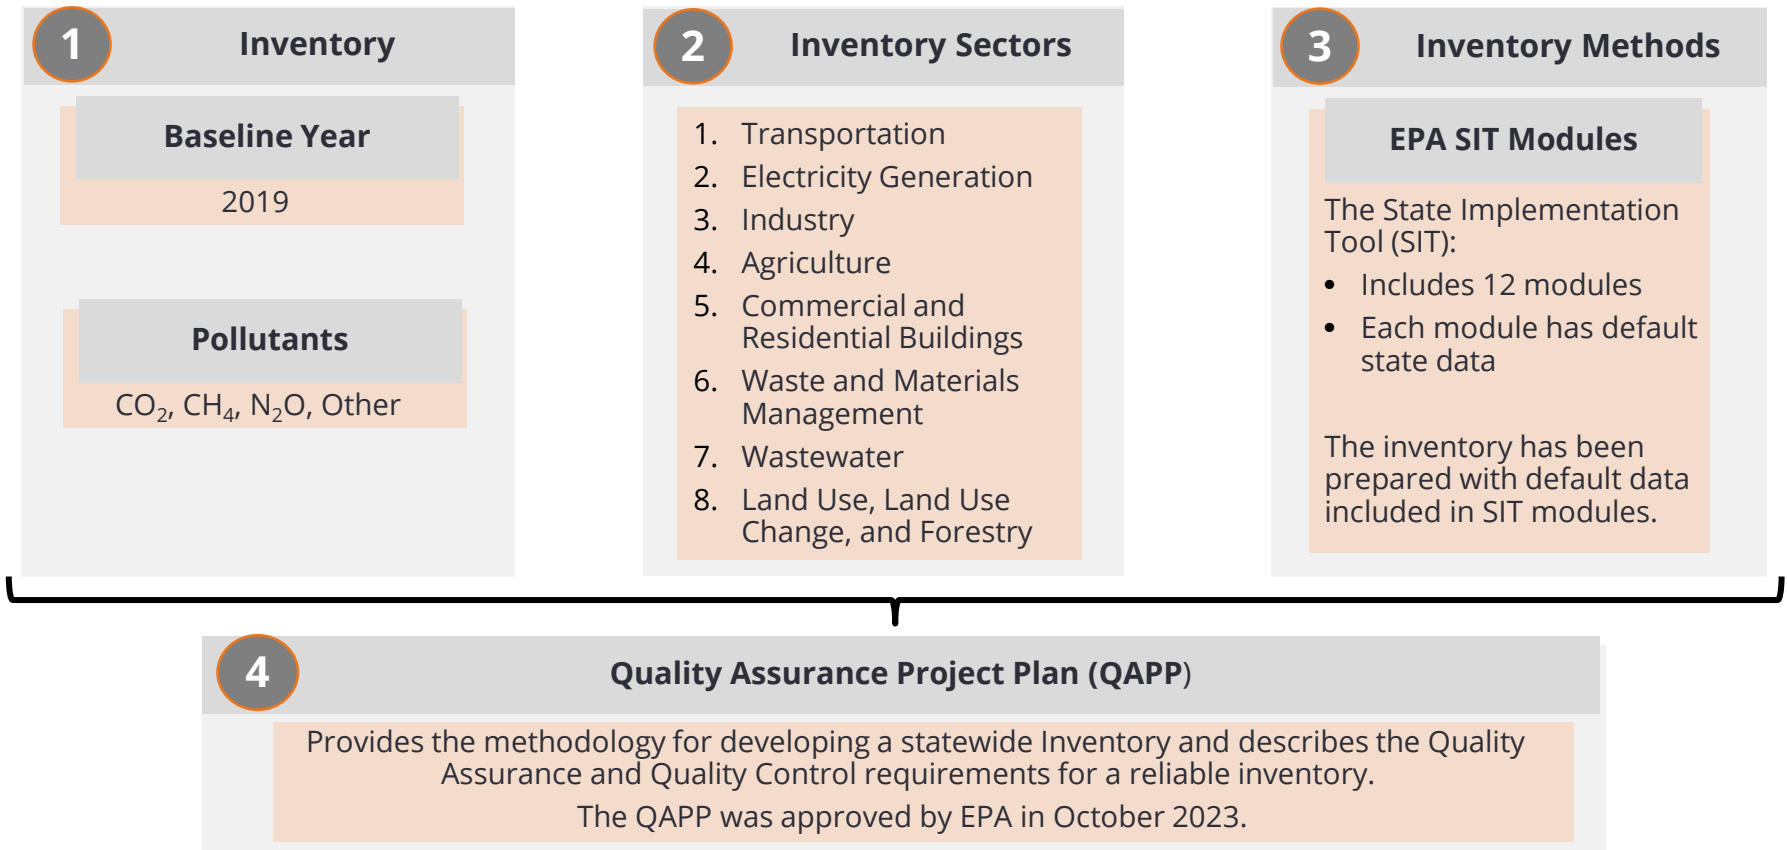 1
Inventory
Baseline Year
2019
Pollutants
CO₂, CH₄, N₂O, Other
2
Inventory Sectors
1. Transportation
2. Electricity Generation
3. Industry
4. Agriculture
5. Commercial and
Residential Buildings
6. Waste and Materials
Management
7. Wastewater
8. Land Use, Land Use
Change, and Forestry
3
Inventory Methods
EPA SIT Modules
The State Implementation
Tool (SIT):
• Includes 12 modules
• Each module has default
state data
The inventory has been
prepared with default data
included in SIT modules.
4
Quality Assurance Project Plan (QAPP)
Provides the methodology for developing a statewide Inventory and describes the Quality
Assurance and Quality Control requirements for a reliable inventory.
The QAPP was approved by EPA in October 2023.